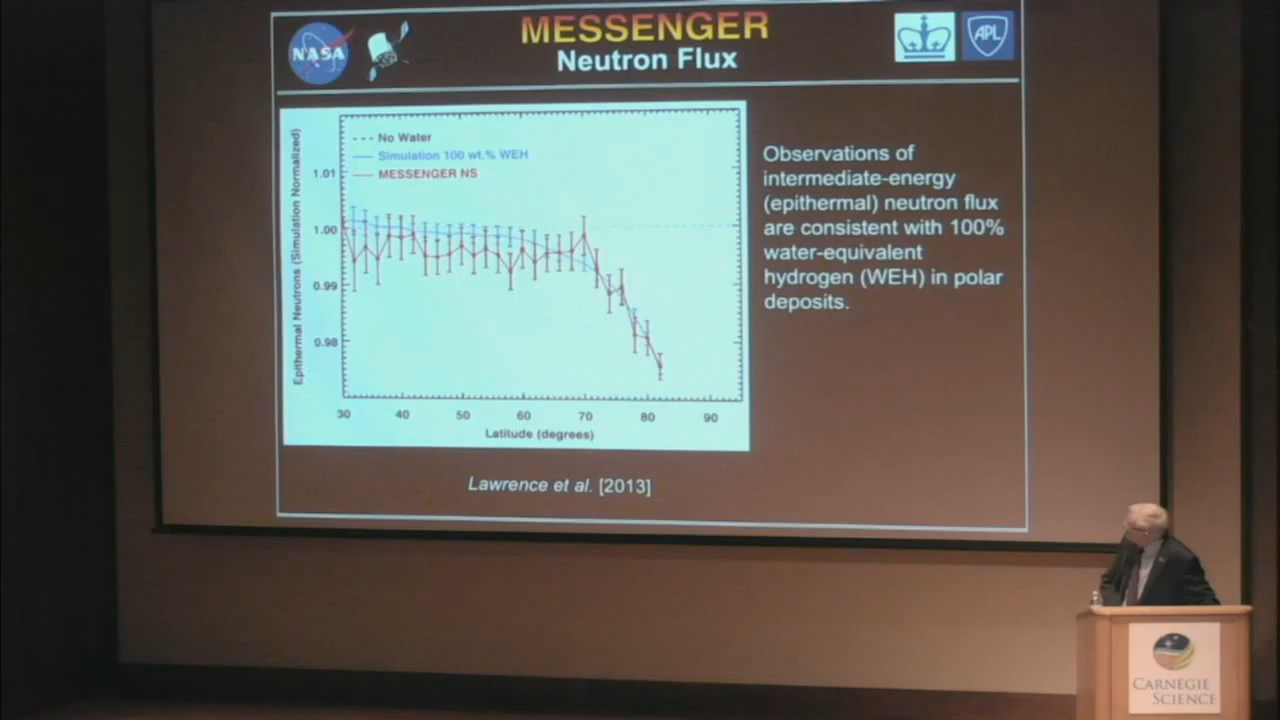 NASA
MESSENGER
Neutron Flux
APL
No Water
Simulation 100 wt.% WEH
MESSENGER NS
Epithermal Neutrons (Simulation Normalized)
1.01
1.00
0.99
0.98
30 40 50 60 70 80 90
Latitude (degrees)
Observations of
intermediate-energy
(epithermal) neutron flux
are consistent with 100%
water-equivalent
hydrogen (WEH) in polar
deposits.
Lawrence et al. [2013]
CARNEGIE
SCIENCE